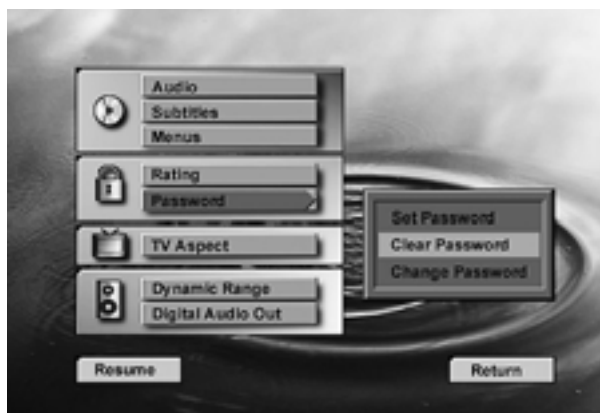 Audio
Subtitles
Menus
Rating
Password
TV Aspect
Dynamic Range
Digital Audio Out
Set Password
Clear Password
Change Password
Resume
Return